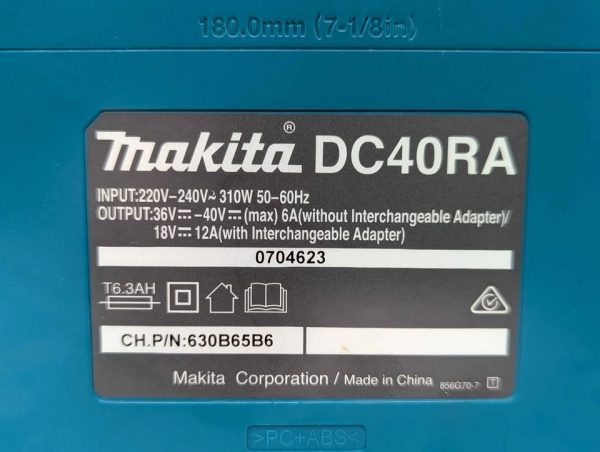 180.0mm (7-1/8in)
makita® DC40RA
INPUT:220V-240V~ 310W 50-60Hz
OUTPUT:36V⎓-40V⎓(max) 6A(without Interchangeable Adapter)/
18V⎓12A(with Interchangeable Adapter)
0704623
T6.3AH
CH.P/N:630B65B6
Makita Corporation / Made in China 856G70-7 T
>PC+ABS<